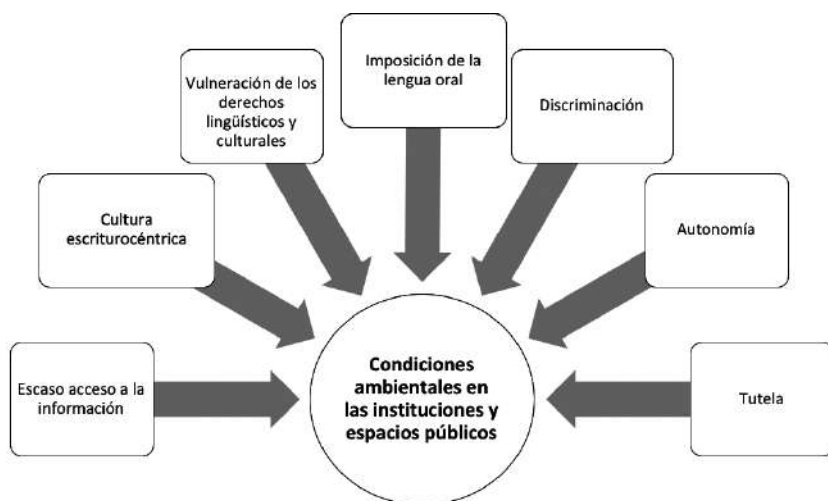 Imposición de la
lengua oral
Vulneración de los
derechos
lingüísticos y
culturales
Discriminación
Cultura
escriturocéntrica
Autonomía
Escaso acceso a la
información
Condiciones
ambientales en
las instituciones y
espacios públicos
Tutela